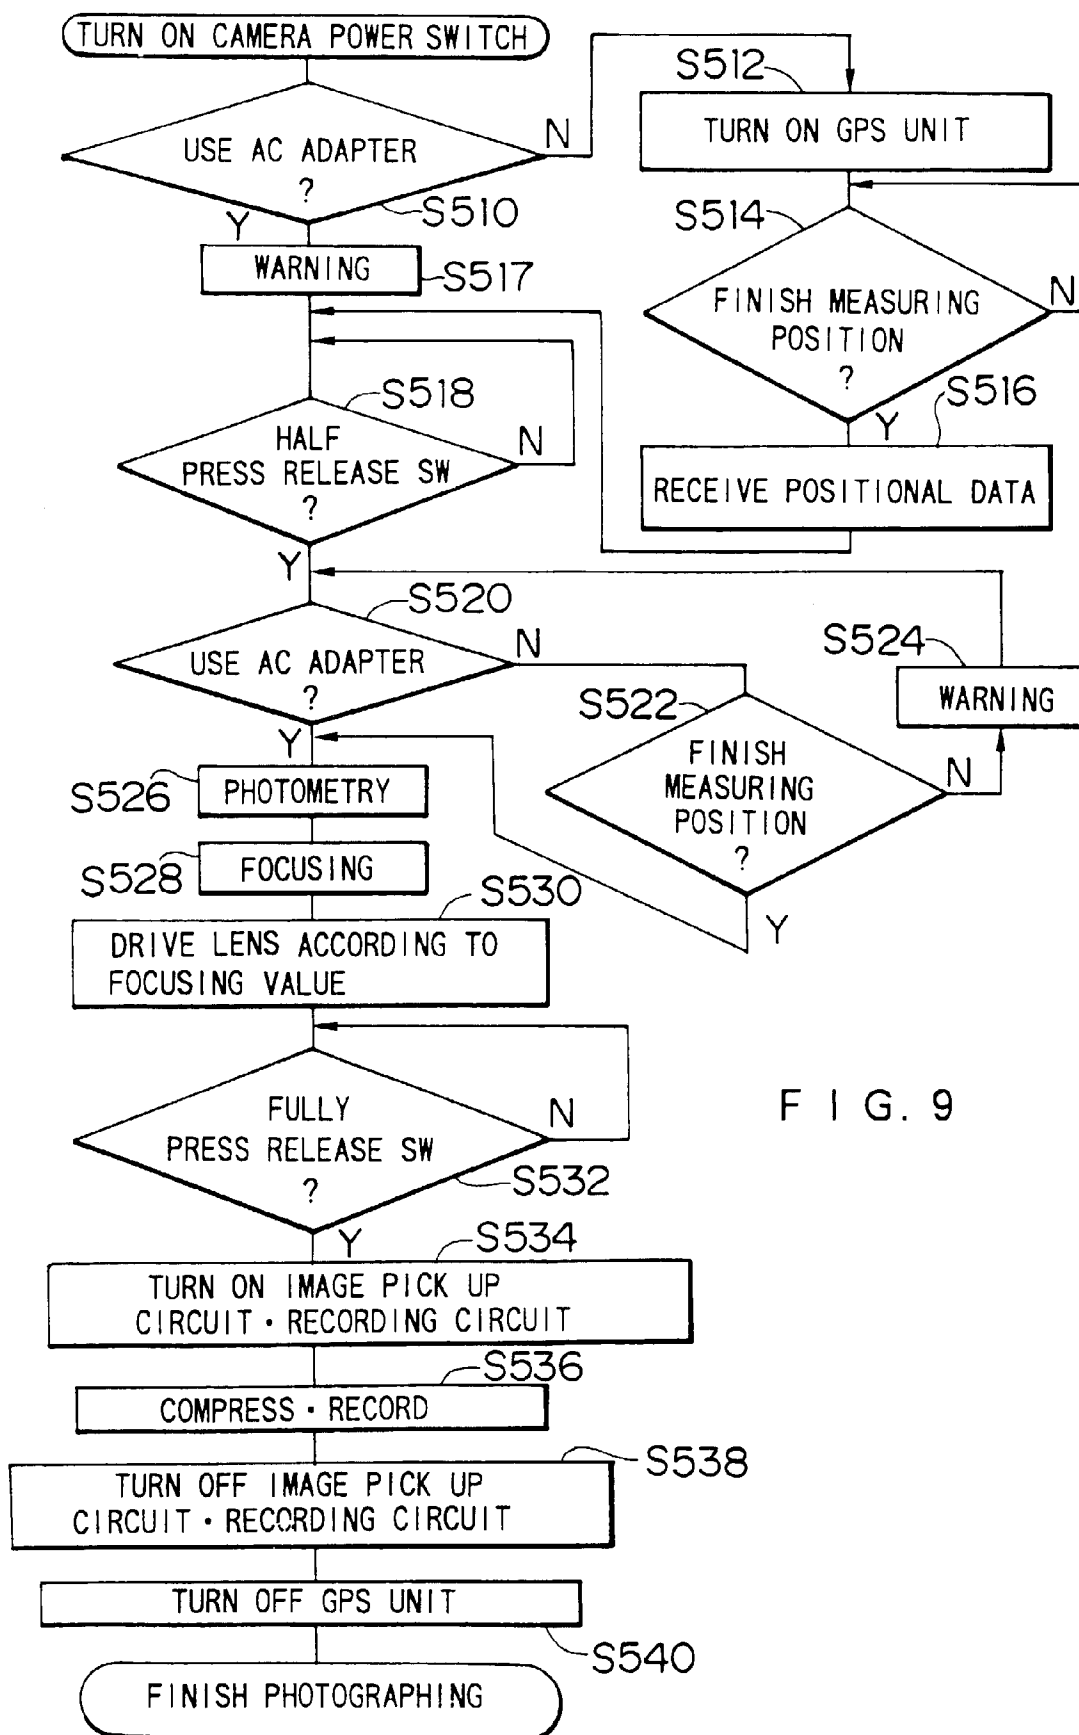 TURN ON CAMERA POWER SWITCH
USE AC ADAPTER
?
N
Y
S510
WARNING
S517
S512
TURN ON GPS UNIT
S514
FINISH MEASURING
POSITION
?
N
Y
S516
RECEIVE POSITIONAL DATA
S518
HALF
PRESS RELEASE SW
?
N
Y
S520
USE AC ADAPTER
?
N
Y
S522
FINISH
MEASURING
POSITION
?
N
Y
S524
WARNING
S526
PHOTOMETRY
S528
FOCUSING
S530
DRIVE LENS ACCORDING TO
FOCUSING VALUE
FULLY
PRESS RELEASE SW
?
N
S532
Y
FIG. 9
S534
TURN ON IMAGE PICK UP
CIRCUIT・RECORDING CIRCUIT
S536
COMPRESS・RECORD
S538
TURN OFF IMAGE PICK UP
CIRCUIT・RECORDING CIRCUIT
TURN OFF GPS UNIT
S540
FINISH PHOTOGRAPHING